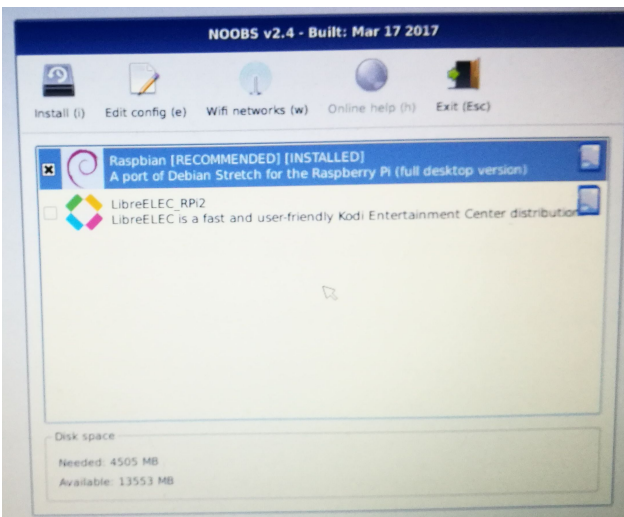 NOOBS v2.4 - Built: Mar 17 2017
Install (i) Edit config (e) Wifi networks (w) Online help (h) Exit (Esc)
Raspbian [RECOMMENDED] [INSTALLED]
A port of Debian Stretch for the Raspberry Pi (full desktop version)
LibreELEC_RPi2
LibreELEC is a fast and user-friendly Kodi Entertainment Center distribution
Disk space
Needed: 4505 MB
Available: 13553 MB